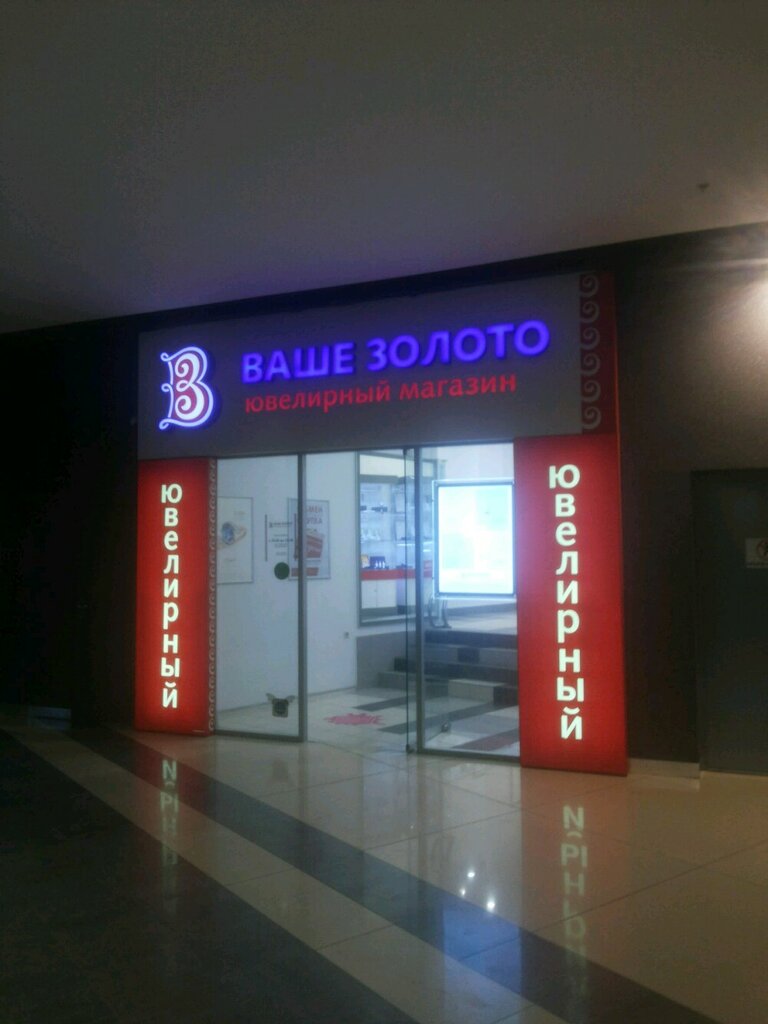 В
ВАШЕ ЗОЛОТО
ювелирный магазин
Ювелирный
Ювелирный